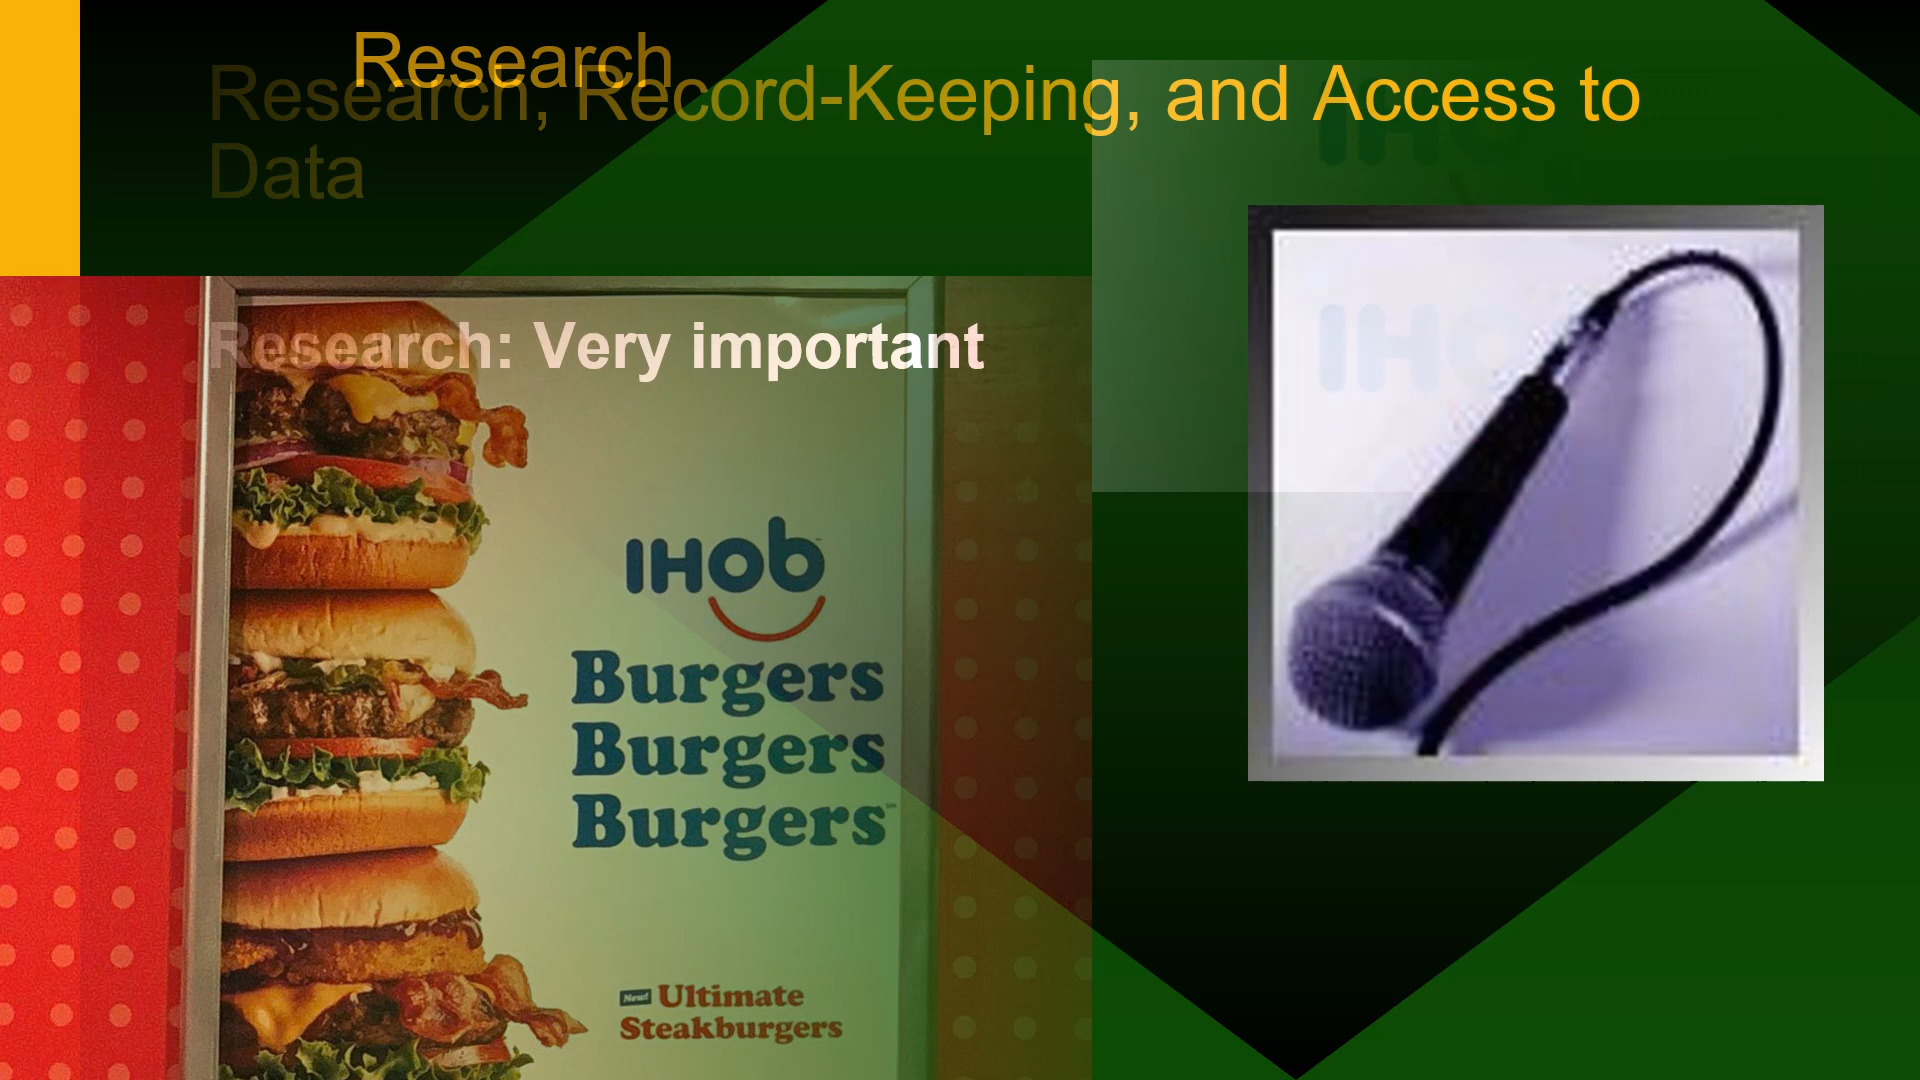 Research
Research, Record-Keeping, and Access to
Data
Research: Very important
IHOb
Burgers
Burgers
Burgers
New! Ultimate
Steakburgers